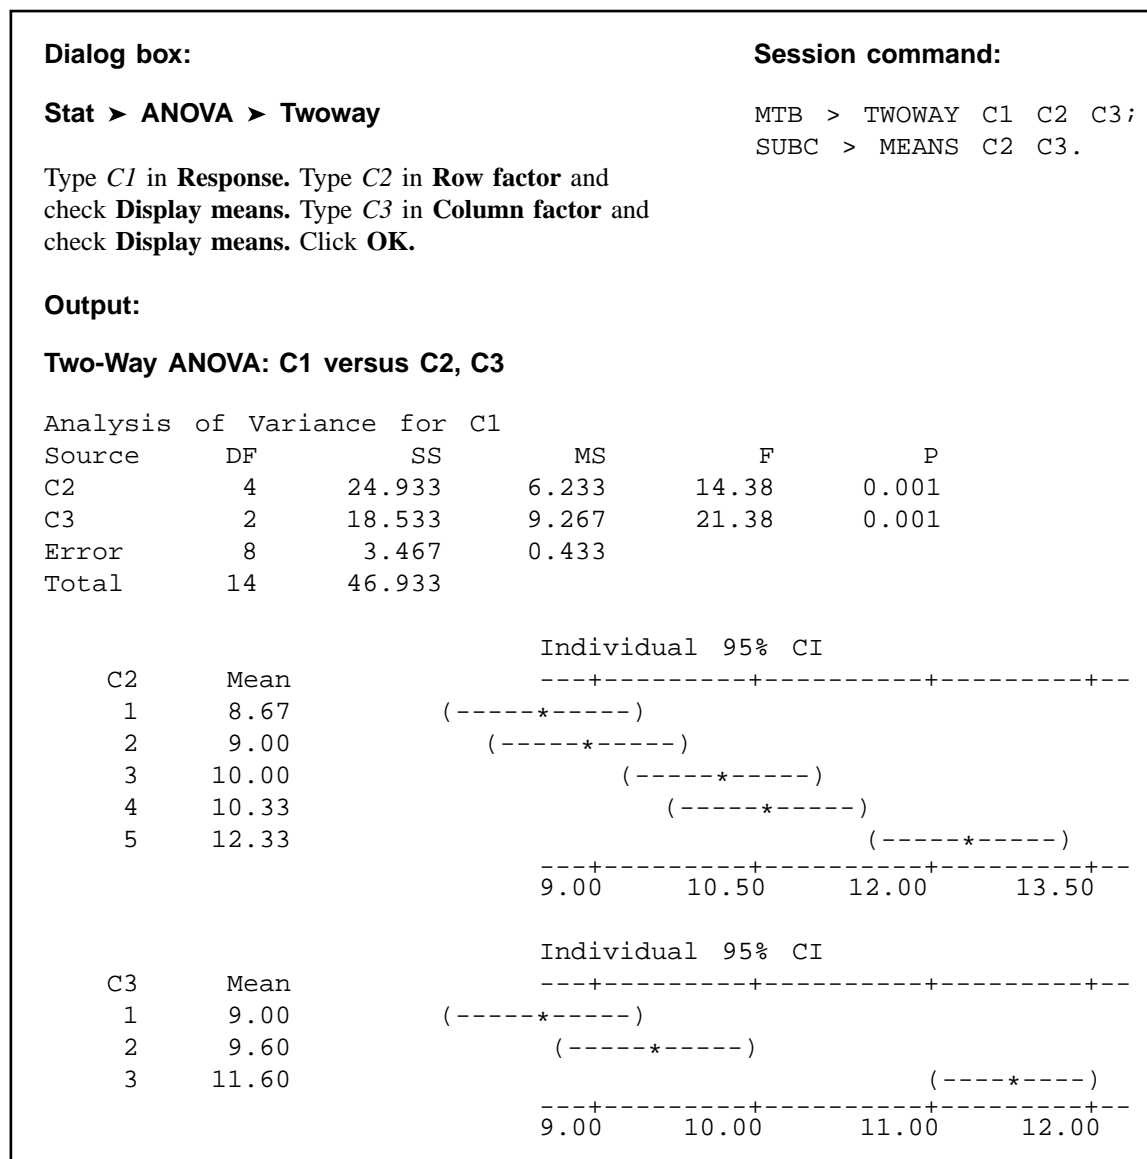 Dialog box: Session command:
Stat ➤ ANOVA ➤ Twoway MTB > TWOWAY C1 C2 C3;
SUBC > MEANS C2 C3.
Type C1 in Response. Type C2 in Row factor and
check Display means. Type C3 in Column factor and
check Display means. Click OK.
Output:
Two-Way ANOVA: C1 versus C2, C3
Analysis of Variance for C1
Source DF SS MS F P
C2 4 24.933 6.233 14.38 0.001
C3 2 18.533 9.267 21.38 0.001
Error 8 3.467 0.433
Total 14 46.933
Individual 95% CI
C2 Mean ---+---------+----------+---------+--
1 8.67 (-----*-----)
2 9.00 (-----*-----)
3 10.00 (-----*-----)
4 10.33 (-----*-----)
5 12.33 (-----*-----)
---+---------+----------+---------+--
9.00 10.50 12.00 13.50
Individual 95% CI
C3 Mean ---+---------+----------+---------+--
1 9.00 (-----*-----)
2 9.60 (-----*-----)
3 11.60 (----*----)
---+---------+----------+---------+--
9.00 10.00 11.00 12.00